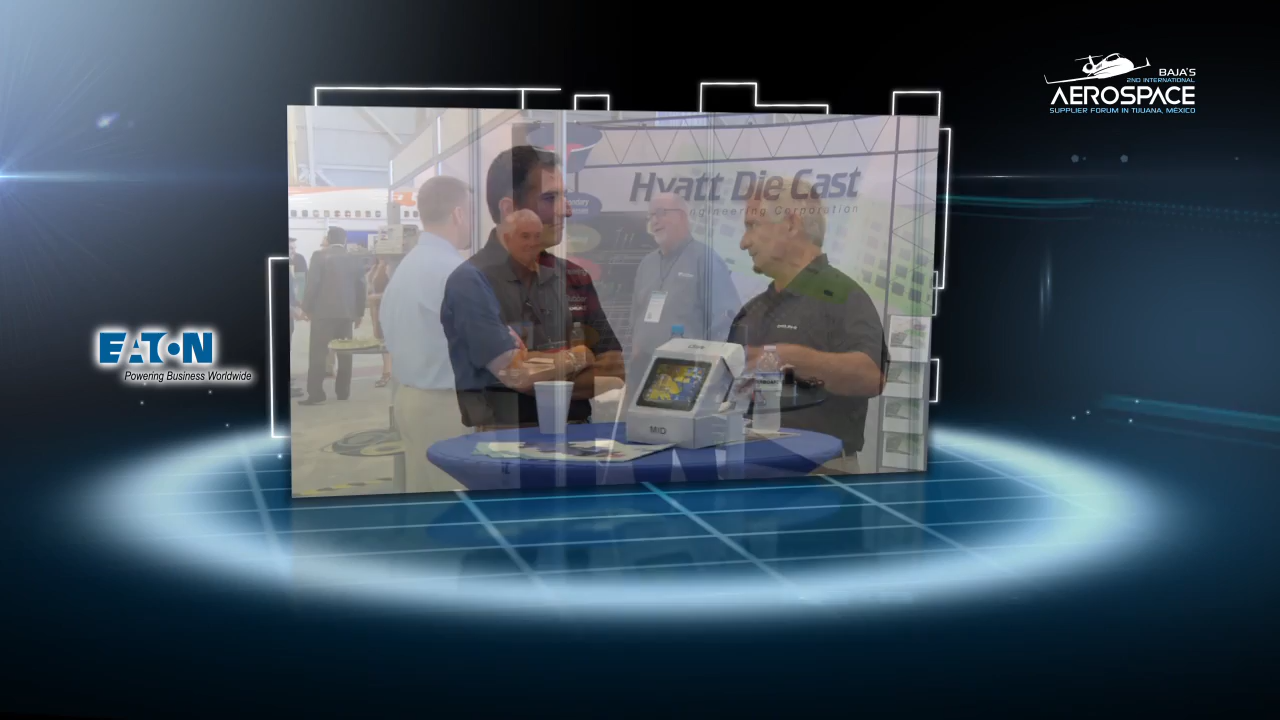 BAJA'S
2ND INTERNATIONAL
AEROSPACE
SUPPLIER FORUM IN TIJUANA, MEXICO
Hyatt Die Cast
Engineering Corporation
EATON
Powering Business Worldwide
MID